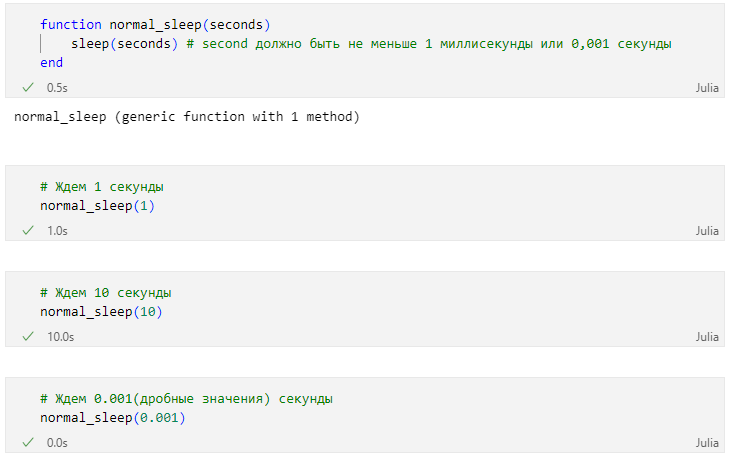 function normal_sleep(seconds)
sleep(seconds) # second должно быть не меньше 1 миллисекунды или 0,001 секунды
end
0.5s
Julia
normal_sleep (generic function with 1 method)
# Ждем 1 секунды
normal_sleep(1)
1.0s
Julia
# Ждем 10 секунды
normal_sleep(10)
10.0s
Julia
# Ждем 0.001(дробные значения) секунды
normal_sleep(0.001)
0.0s
Julia